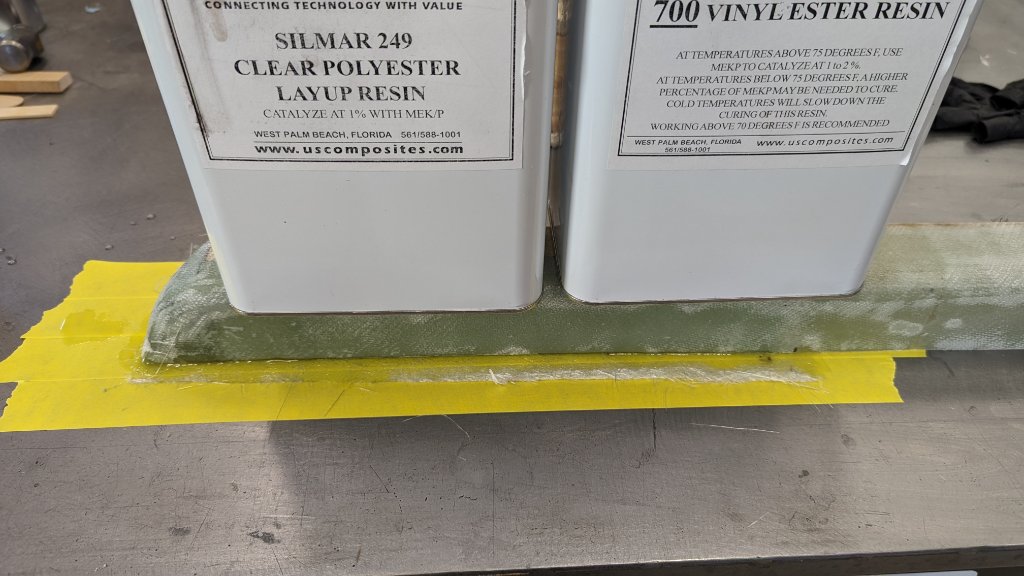 CONNECTING TECHNOLOGY WITH VALUE
SILMAR 249
CLEAR POLYESTER
LAYUP RESIN
CATALYZE AT 1% WITH MEK/P
WEST PALM BEACH, FLORIDA 561/588-1001
www.uscomposites.com
700 VINYL ESTER RESIN
AT TEMPERATURES ABOVE 75 DEGREES F, USE
MEKP TO CATALYZE AT 1 to 2 %.
AT TEMPERATURES BELOW 75 DEGREES F, A HIGHER
PERCENTAGE OF MEKP MAY BE NEEDED TO CURE.
COLD TEMPERATURES WILL SLOW DOWN THE
CURING OF THIS RESIN.
WORKING ABOVE 70 DEGREES F IS RECOMMENDED
WEST PALM BEACH, FLORIDA www.uscomposites.com
561/588-1001